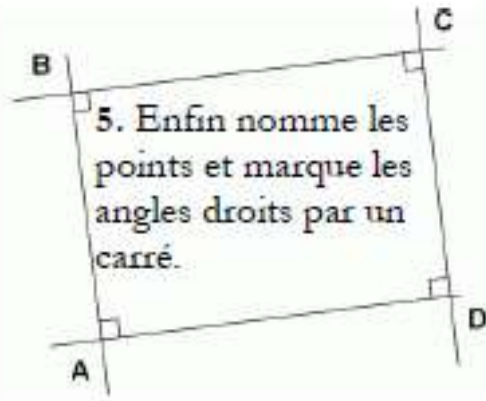 C
B
5. Enfin nomme les
points et marque les
angles droits par un
carré.
D
A